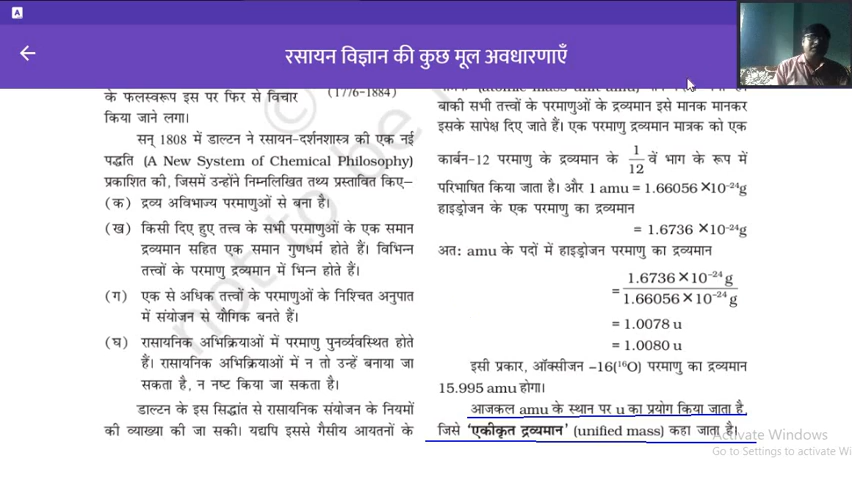 A
रसायन विज्ञान की कुछ मूल अवधारणाएँ
के फलस्वरूप इस पर फिर से विचार
(1776-1884)
किया जाने लगा।
सन् 1808 में डाल्टन ने रसायन-दर्शनशास्त्र की एक नई
पद्धति (A New System of Chemical Philosophy)
प्रकाशित की, जिसमें उन्होंने निम्नलिखित तथ्य प्रस्तावित किए–
(क) द्रव्य अविभाज्य परमाणुओं से बना है।
(ख) किसी दिए हुए तत्त्व के सभी परमाणुओं के एक समान
द्रव्यमान सहित एक समान गुणधर्म होते हैं। विभिन्न
तत्त्वों के परमाणु द्रव्यमान में भिन्न होते हैं।
(ग) एक से अधिक तत्त्वों के परमाणुओं के निश्चित अनुपात
में संयोजन से यौगिक बनते हैं।
(घ) रासायनिक अभिक्रियाओं में परमाणु पुनर्व्यवस्थित होते
हैं। रासायनिक अभिक्रियाओं में न तो उन्हें बनाया जा
सकता है, न नष्ट किया जा सकता है।
डाल्टन के इस सिद्धांत से रासायनिक संयोजन के नियमों
की व्याख्या की जा सकी। यद्यपि इससे गैसीय आयतनों के
(atomic mass unit amu)
बाकी सभी तत्त्वों के परमाणुओं के द्रव्यमान इसे मानक मानकर
इसके सापेक्ष दिए जाते हैं। एक परमाणु द्रव्यमान मात्रक को एक
कार्बन-12 परमाणु के द्रव्यमान के 1/12 वें भाग के रूप में
परिभाषित किया जाता है। और 1 amu = 1.66056 ×10⁻²⁴g
हाइड्रोजन के एक परमाणु का द्रव्यमान
= 1.6736 ×10⁻²⁴g
अत: amu के पदों में हाइड्रोजन परमाणु का द्रव्यमान
= 1.6736 ×10⁻²⁴ g / 1.66056 ×10⁻²⁴ g
= 1.0078 u
= 1.0080 u
इसी प्रकार, ऑक्सीजन –16(¹⁶O) परमाणु का द्रव्यमान
15.995 amu होगा।
आजकल amu के स्थान पर u का प्रयोग किया जाता है,
जिसे ‘एकीकृत द्रव्यमान’ (unified mass) कहा जाता है।
not to be
©
Activate Windows
Go to Settings to activate Wi